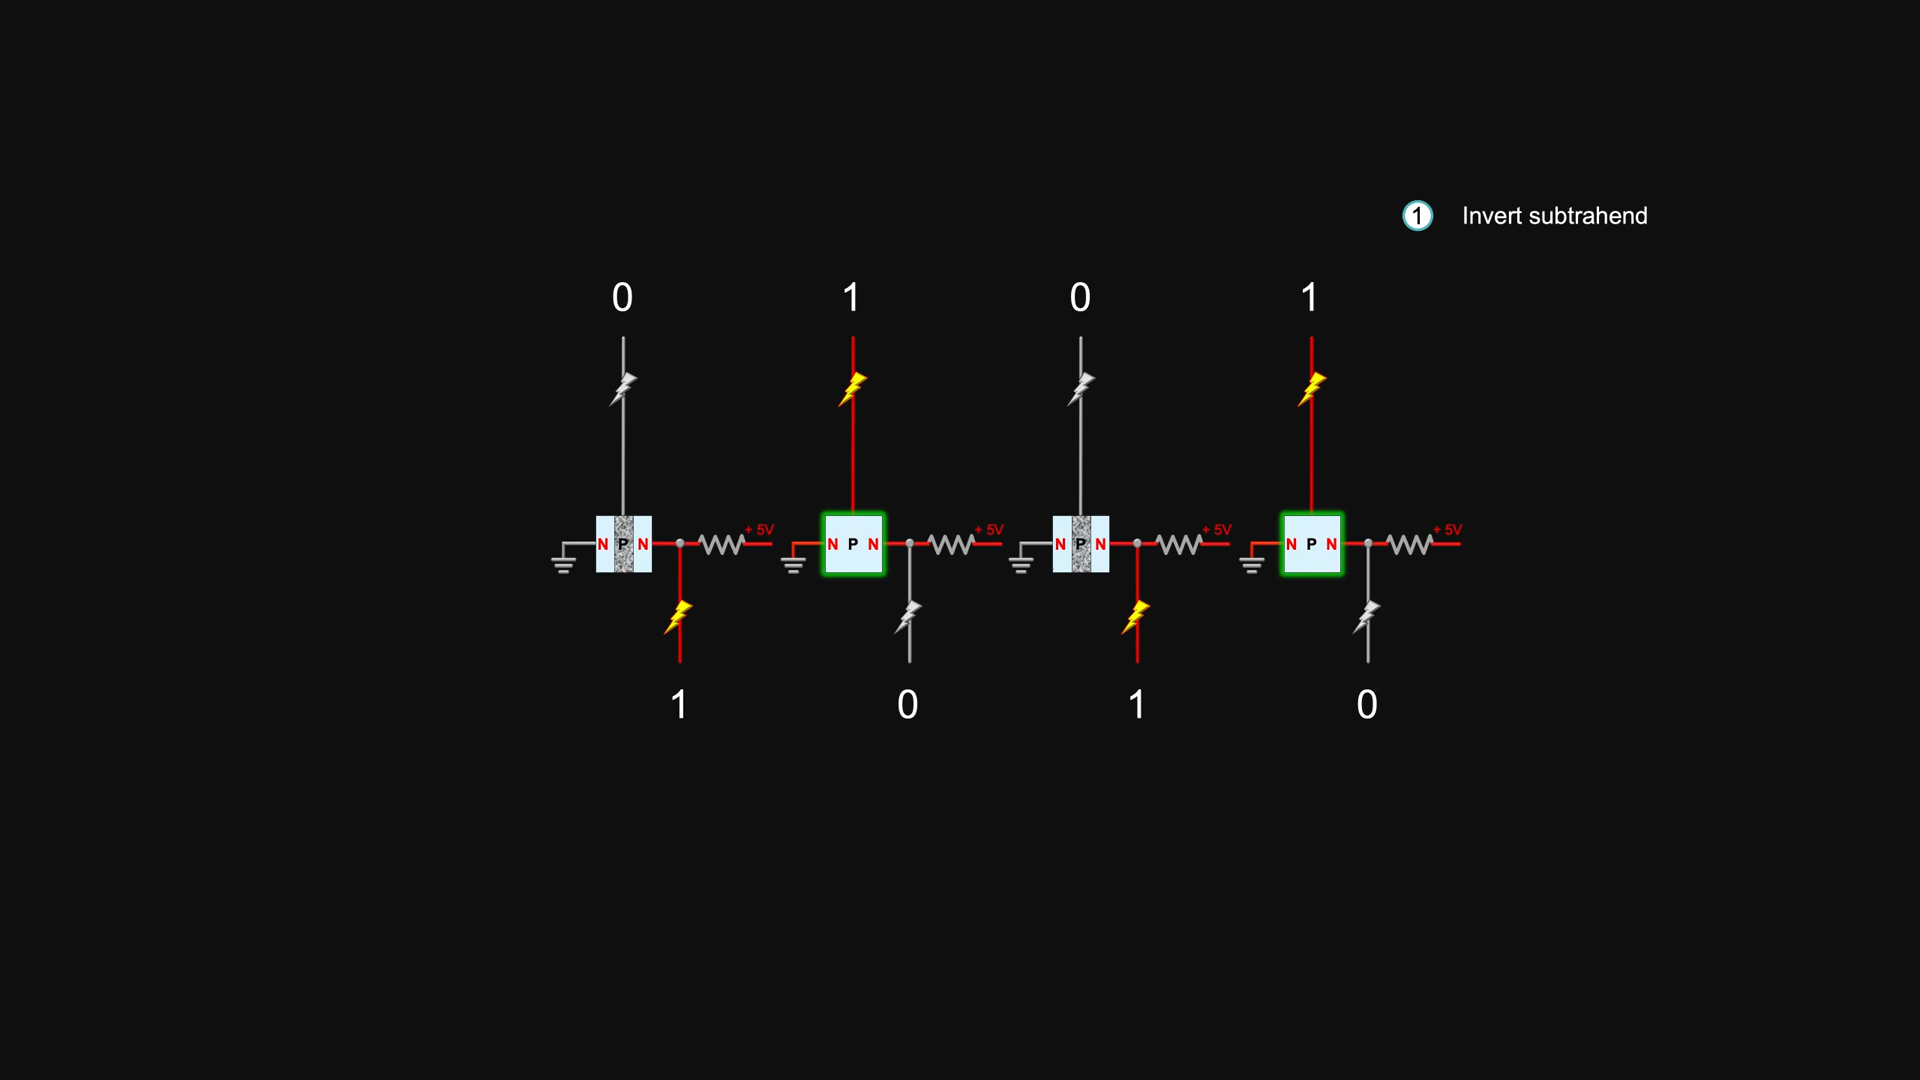 1 Invert subtrahend
0 1 0 1
+ 5V + 5V + 5V + 5V
N P N N P N N P N N P N
1 0 1 0